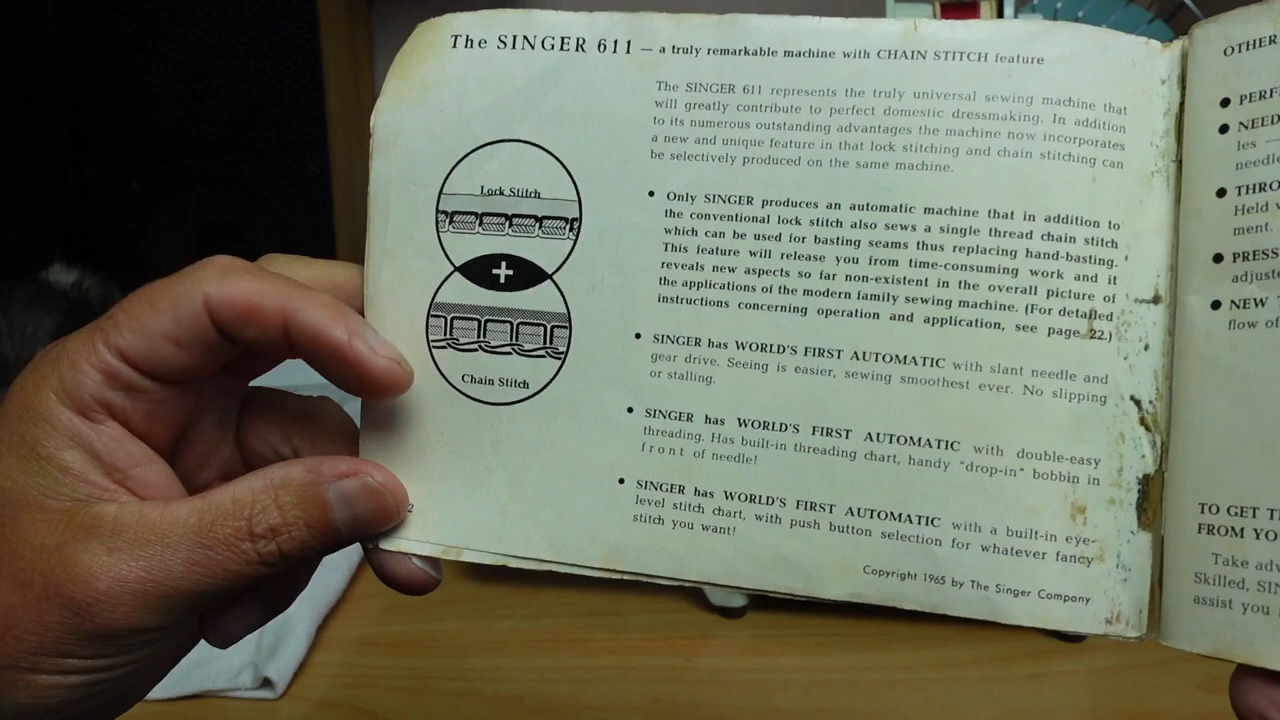 The SINGER 611 — a truly remarkable machine with CHAIN STITCH feature
The SINGER 611 represents the truly universal sewing machine that
will greatly contribute to perfect domestic dressmaking. In addition
to its numerous outstanding advantages the machine now incorporates
a new and unique feature in that lock stitching and chain stitching can
be selectively produced on the same machine.
Lock Stitch
+
Chain Stitch
• Only SINGER produces an automatic machine that in addition to
the conventional lock stitch also sews a single thread chain stitch
which can be used for basting seams thus replacing hand-basting.
This feature will release you from time-consuming work and it
reveals new aspects so far non-existent in the overall picture of
the applications of the modern family sewing machine. (For detailed
instructions concerning operation and application, see page 22.)
• SINGER has WORLD'S FIRST AUTOMATIC with slant needle and
gear drive. Seeing is easier, sewing smoothest ever. No slipping
or stalling.
• SINGER has WORLD'S FIRST AUTOMATIC with double-easy
threading. Has built-in threading chart, handy "drop-in" bobbin in
front of needle!
• SINGER has WORLD'S FIRST AUTOMATIC with a built-in eye-
level stitch chart, with push button selection for whatever fancy
stitch you want!
Copyright 1965 by The Singer Company
2
OTHER
• PERF
• NEED
les —
needle
• THRO
Held
ment.
• PRESS
adjust
• NEW
flow of
TO GET T
FROM YO
Take adv
Skilled, SIN
assist you